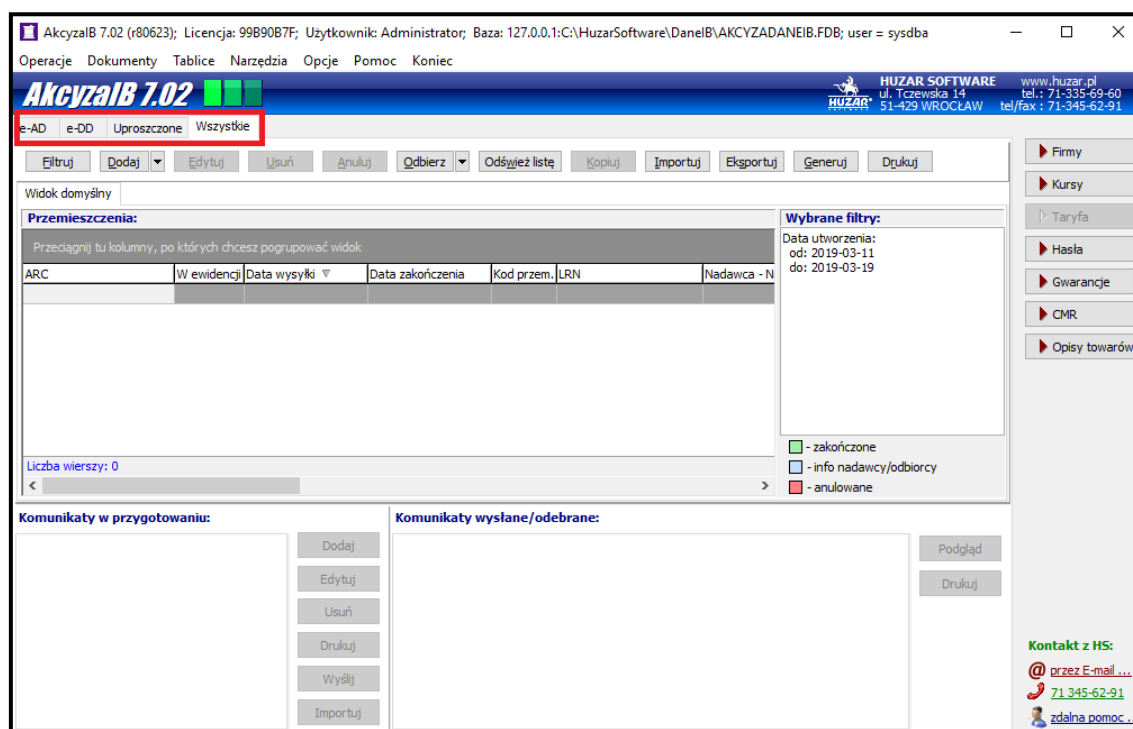 AkcyzaIB 7.02 (r80623); Licencja: 99B90B7F; Użytkownik: Administrator; Baza: 127.0.0.1:C:\HuzarSoftware\DaneIB\AKCYZADANEIB.FDB; user = sysdba
Operacje Dokumenty Tablice Narzędzia Opcje Pomoc Koniec
AkcyzaIB 7.02
HUZAR
HUZAR SOFTWARE
ul. Tczewska 14
51-429 WROCŁAW
www.huzar.pl
tel.: 71-335-69-60
tel/fax : 71-345-62-91
e-AD e-DD Uproszczone Wszystkie
Filtruj Dodaj Edytuj Usuń Anuluj Odbierz Odśwież listę Kopiuj Importuj Eksportuj Generuj Drukuj
Widok domyślny
Przemieszczenia:
Przeciągnij tu kolumny, po których chcesz pogrupować widok
ARC W ewidencji Data wysyłki Data zakończenia Kod przem. LRN Nadawca - N
Liczba wierszy: 0
Wybrane filtry:
Data utworzenia:
od: 2019-03-11
do: 2019-03-19
- zakończone
- info nadawcy/odbiorcy
- anulowane
Firmy
Kursy
Taryfa
Hasła
Gwarancje
CMR
Opisy towarów
Komunikaty w przygotowaniu:
Dodaj
Edytuj
Usuń
Drukuj
Wyślij
Importuj
Komunikaty wysłane/odebrane:
Podgląd
Drukuj
Kontakt z HS:
przez E-mail ...
71 345-62-91
zdalna pomoc ..